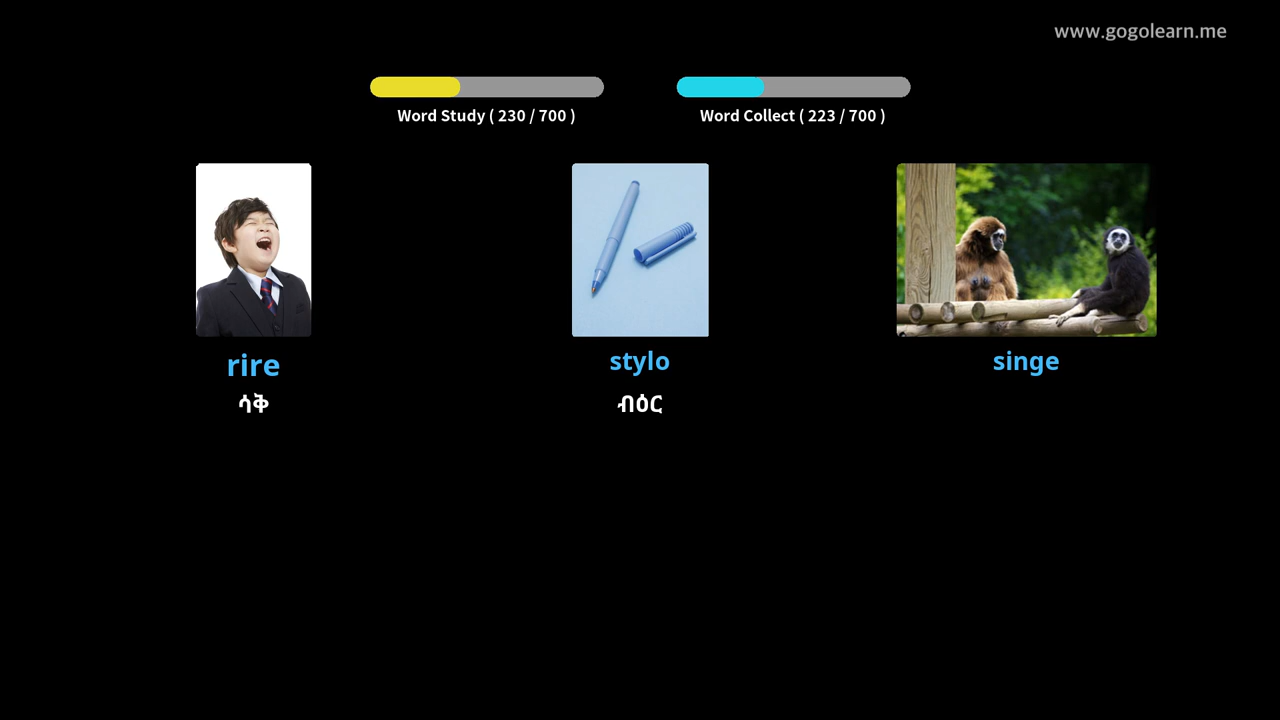 www.gogolearn.me
Word Study ( 230 / 700 )
Word Collect ( 223 / 700 )
rire
stylo
singe
ሳቅ
ብዕር